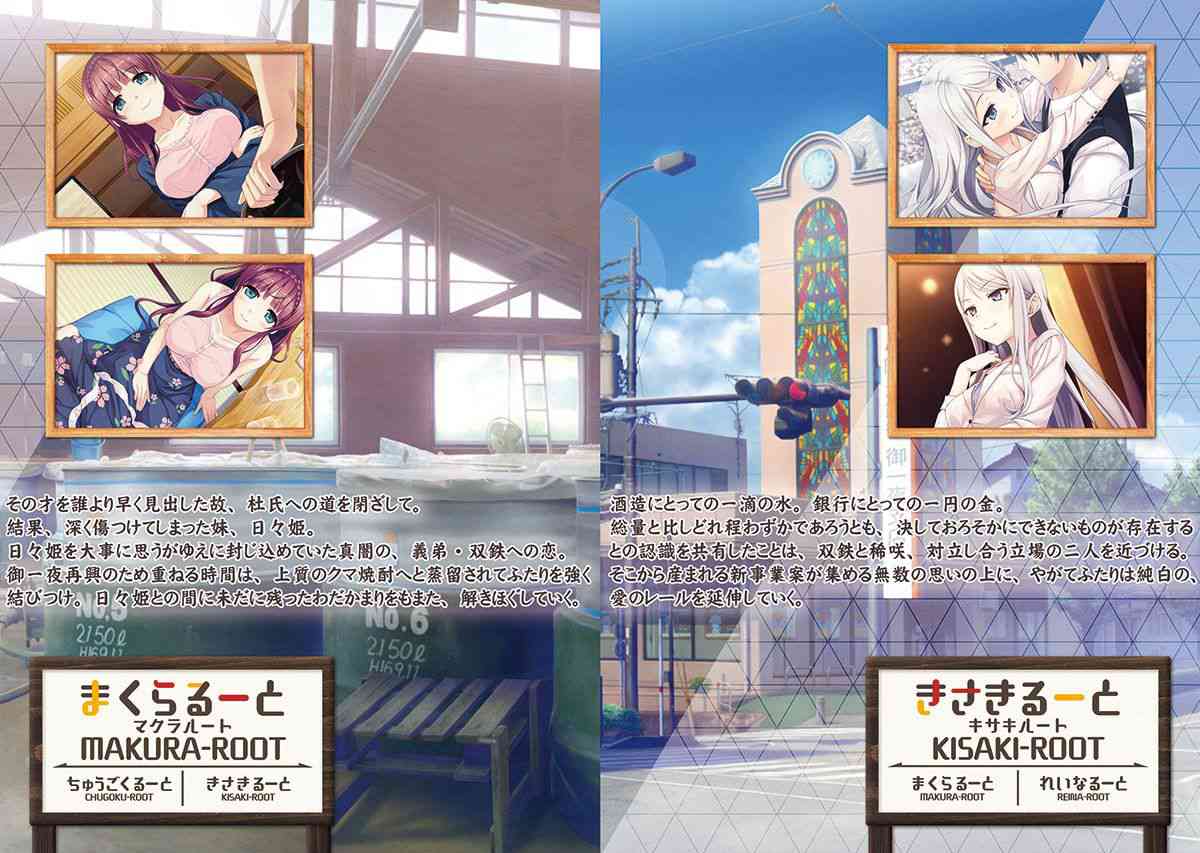 その才を誰より早く見出した故、杜氏への道を閉ざして。
結果、深く傷つけてしまった妹、日々姫。
日々姫を大事に思うがゆえに封じ込めていた真闇の、義弟・双鉄への恋。
御一夜再興のため重ねる時間は、上質のクマ焼酎へと蒸留されてふたりを強く
結びつけ。日々姫との間に未だに残ったわだかまりをもまた、解きほぐしていく。
No.5
2150ℓ
H16.9.11
No.6
2150ℓ
H16.9.11
まくらるーと
マクラルート
MAKURA-ROOT
ちゅうごくるーと
CHUGOKU-ROOT
きさきるーと
KISAKI-ROOT
御一夜
酒造にとっての一滴の水。銀行にとっての一円の金。
総量と比しどれ程わずかであろうとも、決しておろそかにできないものが存在する
との認識を共有したことは、双鉄と稀咲、対立し合う立場の二人を近づける。
そこから産まれる新事業案が集める無数の思いの上に、やがてふたりは純白の、
愛のレールを延伸していく。
きさきるーと
キサキルート
KISAKI-ROOT
まくらるーと
MAKURA-ROOT
れいなるーと
REINA-ROOT